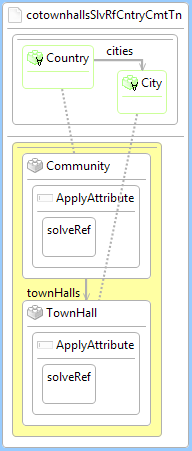 cotownhallsSlvRfCntryCmtTn
Country
cities
City
Community
ApplyAttribute
solveRef
townHalls
TownHall
ApplyAttribute
solveRef